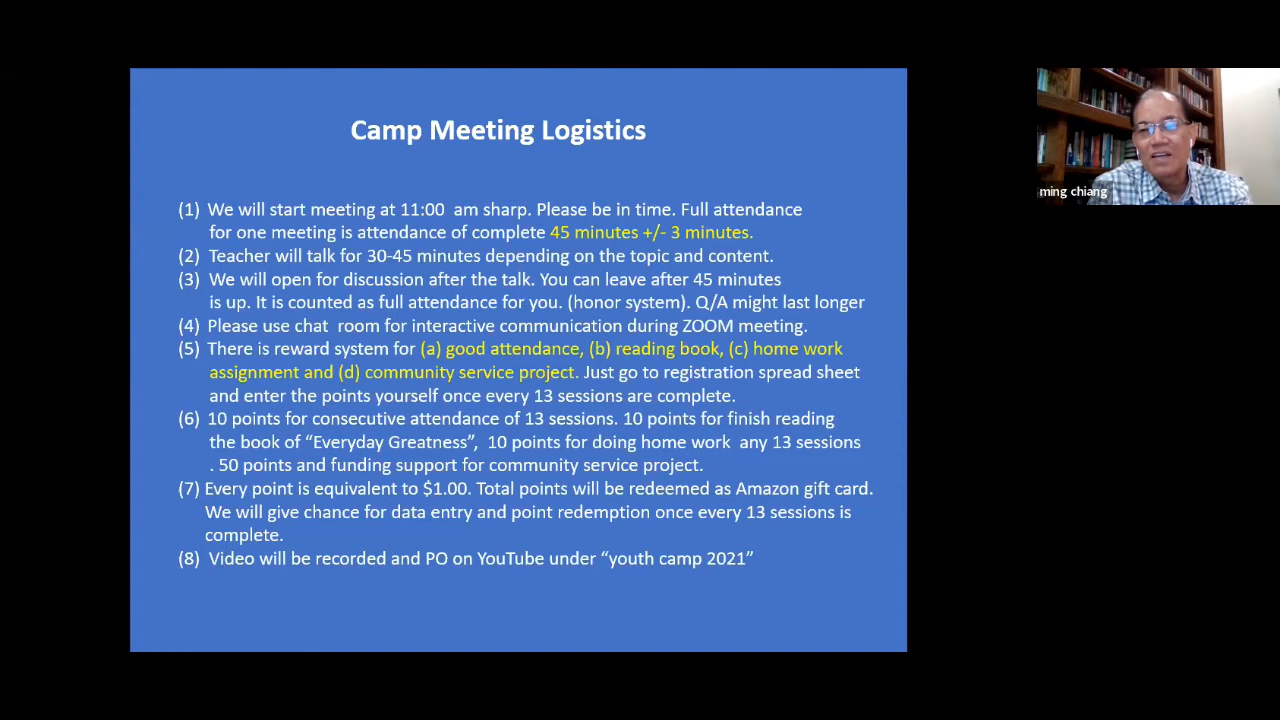 Camp Meeting Logistics
(1) We will start meeting at 11:00 am sharp. Please be in time. Full attendance
for one meeting is attendance of complete 45 minutes +/- 3 minutes.
(2) Teacher will talk for 30-45 minutes depending on the topic and content.
(3) We will open for discussion after the talk. You can leave after 45 minutes
is up. It is counted as full attendance for you. (honor system). Q/A might last longer
(4) Please use chat room for interactive communication during ZOOM meeting.
(5) There is reward system for (a) good attendance, (b) reading book, (c) home work
assignment and (d) community service project. Just go to registration spread sheet
and enter the points yourself once every 13 sessions are complete.
(6) 10 points for consecutive attendance of 13 sessions. 10 points for finish reading
the book of “Everyday Greatness”, 10 points for doing home work any 13 sessions
. 50 points and funding support for community service project.
(7) Every point is equivalent to $1.00. Total points will be redeemed as Amazon gift card.
We will give chance for data entry and point redemption once every 13 sessions is
complete.
(8) Video will be recorded and PO on YouTube under “youth camp 2021”
ming chiang